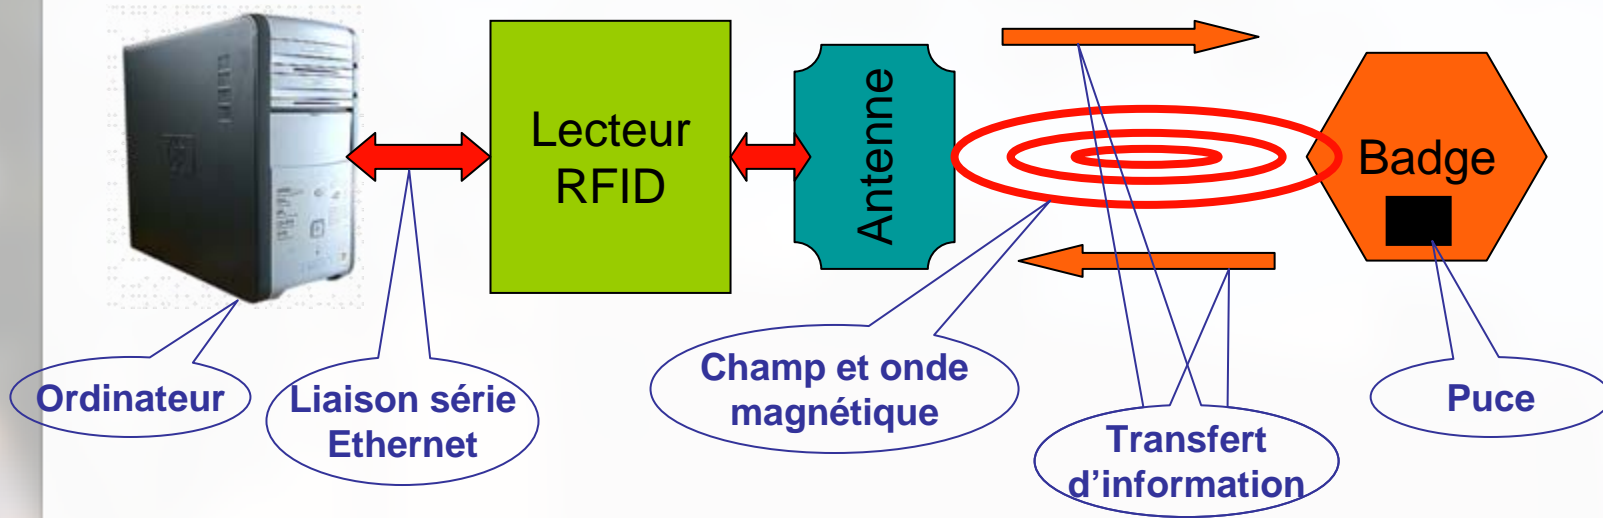 Lecteur
RFID
Antenne
Badge
Ordinateur
Liaison série
Ethernet
Champ et onde
magnétique
Transfert
d’information
Puce